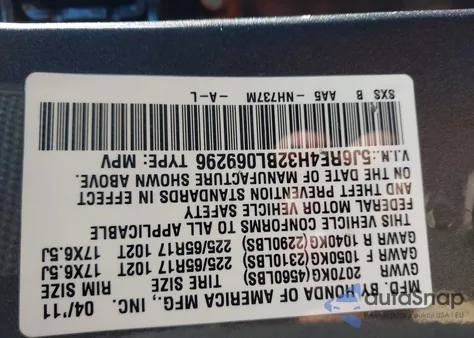 MFD. BY HONDA OF AMERICA MFG., INC. 04/'11
GVWR 2070KG(4560LBS) TIRE SIZE RIM SIZE
GAWR F 1050KG(2310LBS) 225/65R17 102T 17X6.5J
GAWR R 1040KG(2290LBS) 225/65R17 102T 17X6.5J
THIS VEHICLE CONFORMS TO ALL APPLICABLE
FEDERAL MOTOR VEHICLE SAFETY
AND THEFT PREVENTION STANDARDS IN EFFECT
ON THE DATE OF MANUFACTURE SHOWN ABOVE.
V.I.N.:5J6RE4H32BL069296 TYPE: MPV
SXS B AA5-NH737M -A-L
autoSnap